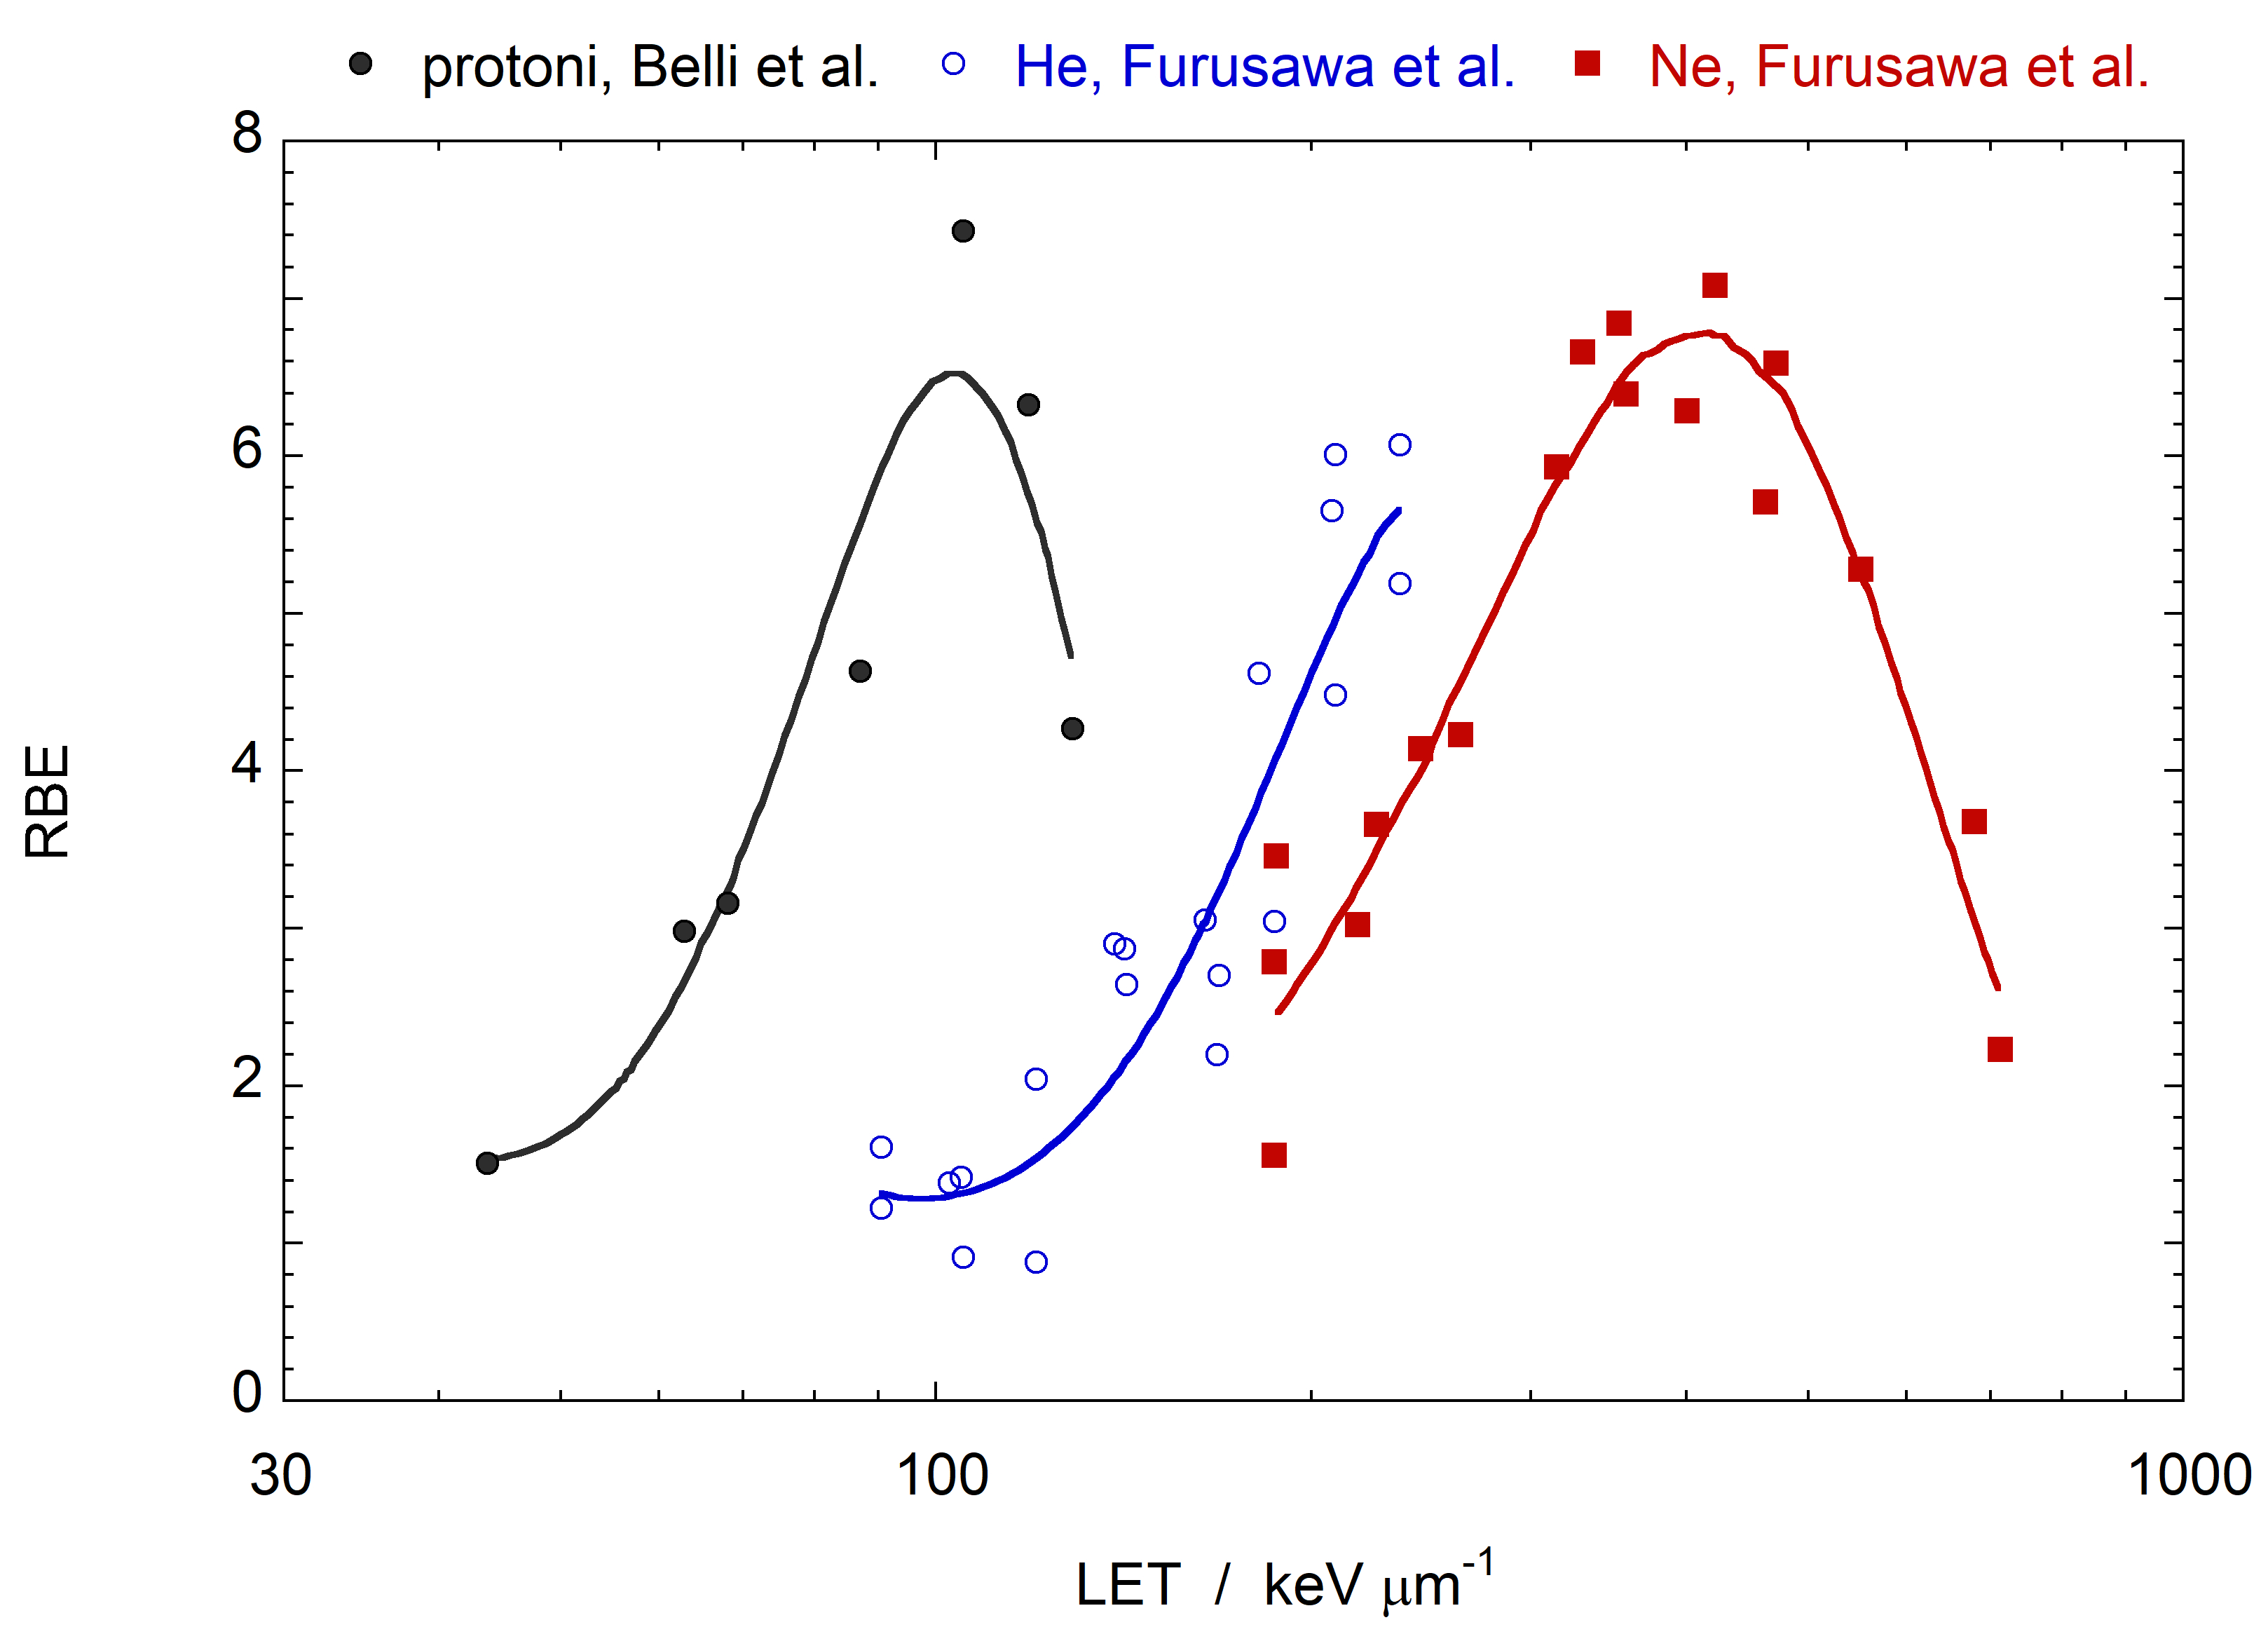 protoni, Belli et al. He, Furusawa et al. Ne, Furusawa et al.
8
6
4
2
0
RBE
30 100 1000
LET / keV μm⁻¹